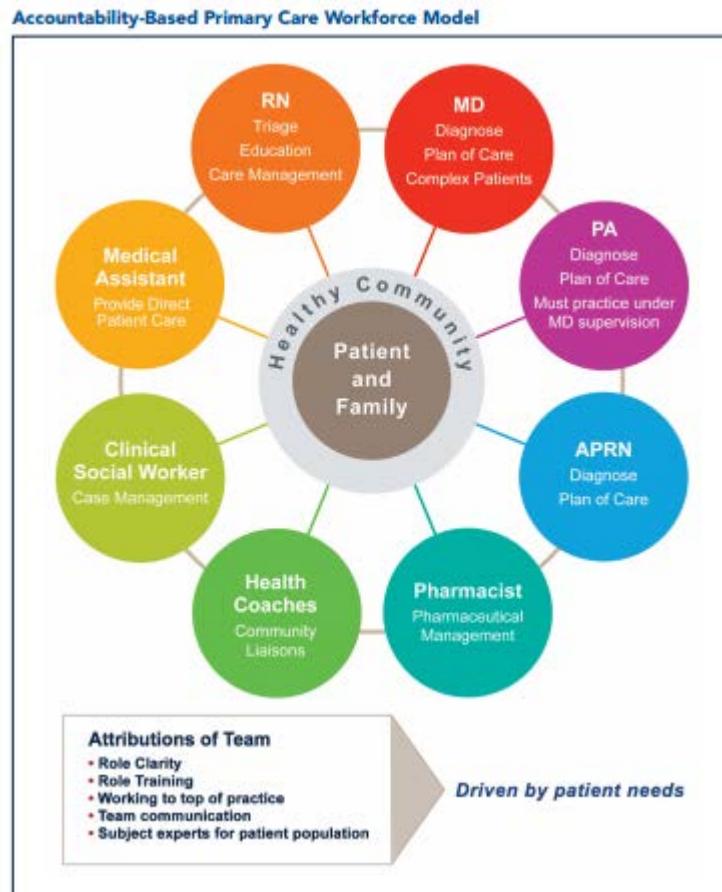 Accountability-Based Primary Care Workforce Model
RN
Triage
Education
Care Management
MD
Diagnose
Plan of Care
Complex Patients
PA
Diagnose
Plan of Care
Must practice under
MD supervision
APRN
Diagnose
Plan of Care
Pharmacist
Pharmaceutical
Management
Health
Coaches
Community
Liaisons
Clinical
Social Worker
Case Management
Medical
Assistant
Provide Direct
Patient Care
Healthy Community
Patient
and
Family
Attributions of Team
• Role Clarity
• Role Training
• Working to top of practice
• Team communication
• Subject experts for patient population
Driven by patient needs